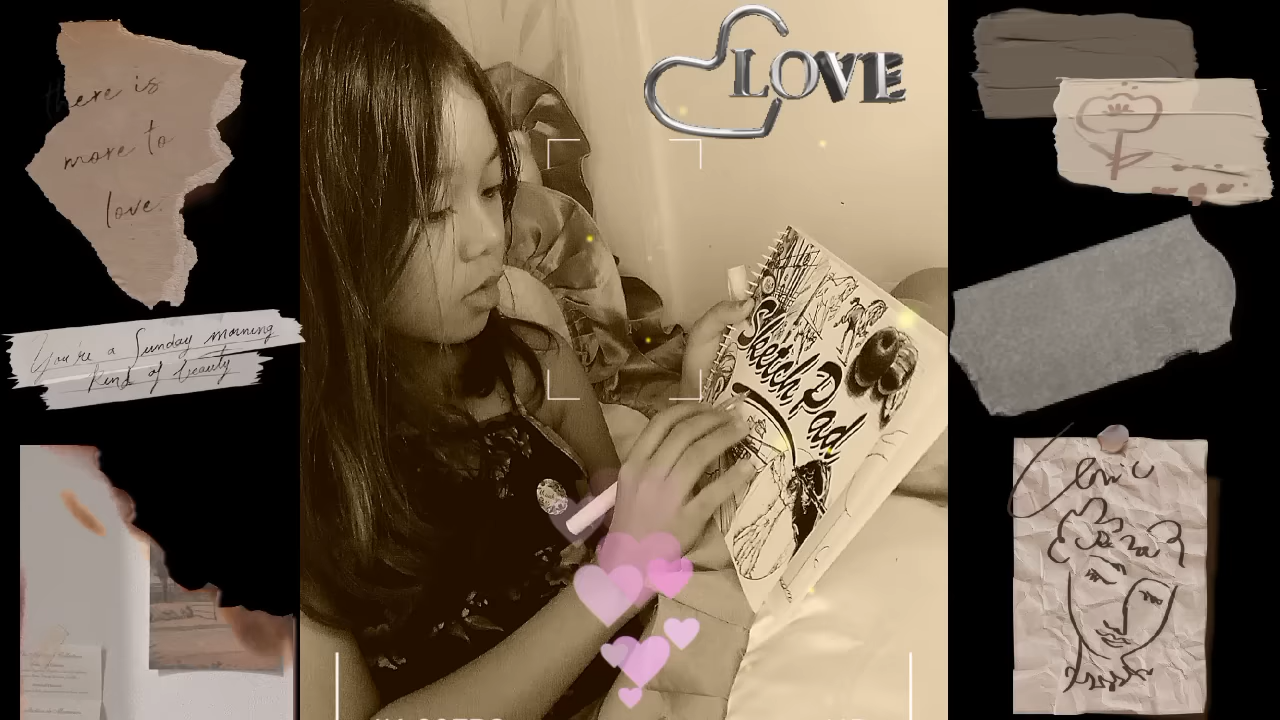 there is
more to
love.
You're a Sunday morning
kind of beauty
LOVE
Sketch Pad